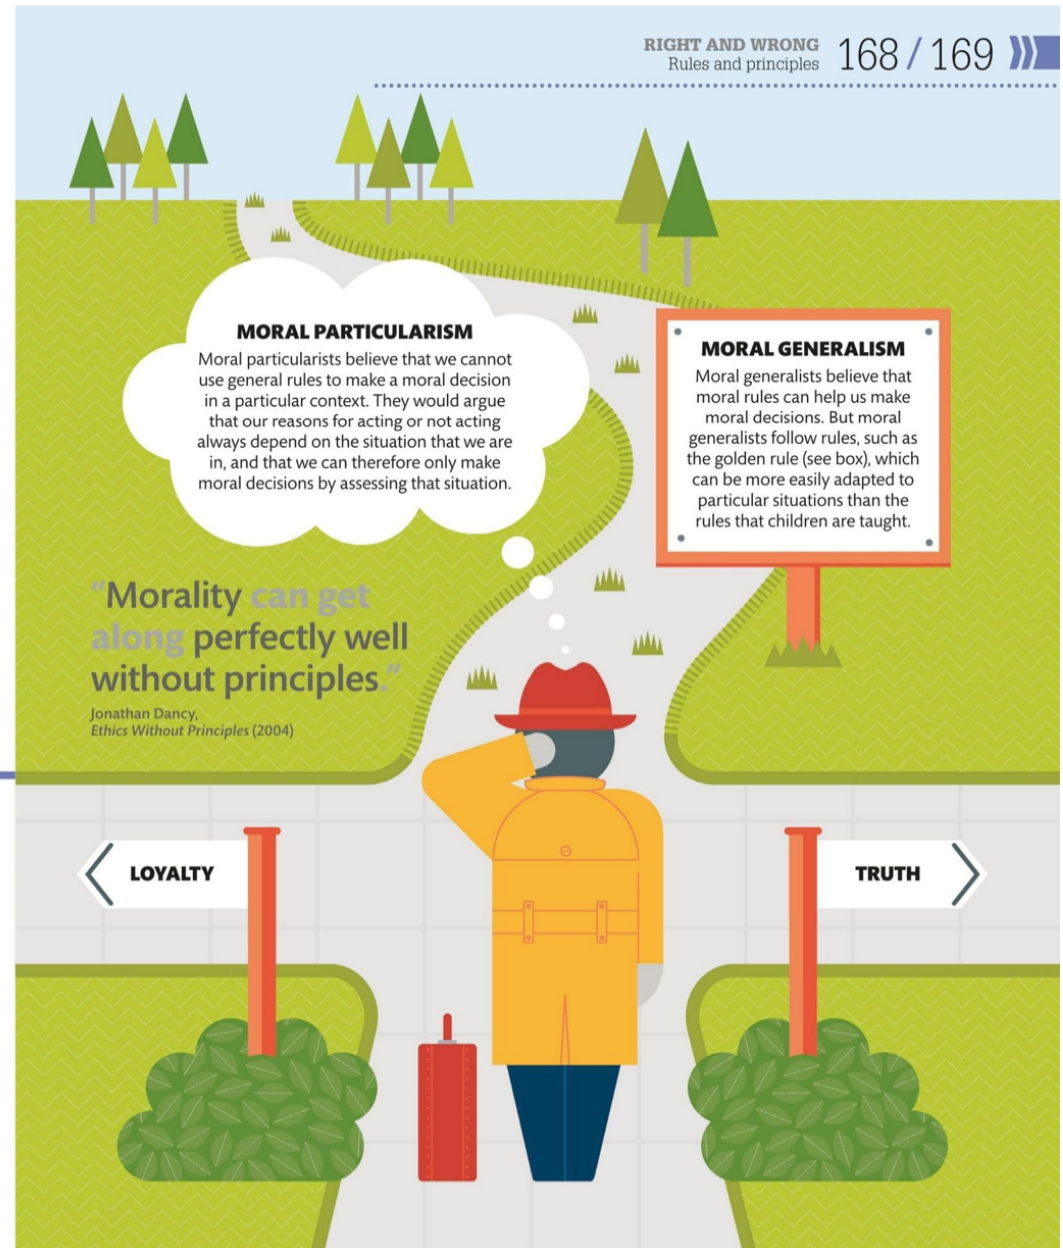 RIGHT AND WRONG
Rules and principles
168 / 169
MORAL PARTICULARISM
Moral particularists believe that we cannot
use general rules to make a moral decision
in a particular context. They would argue
that our reasons for acting or not acting
always depend on the situation that we are
in, and that we can therefore only make
moral decisions by assessing that situation.
MORAL GENERALISM
Moral generalists believe that
moral rules can help us make
moral decisions. But moral
generalists follow rules, such as
the golden rule (see box), which
can be more easily adapted to
particular situations than the
rules that children are taught.
“Morality can get
along perfectly well
without principles.”
Jonathan Dancy,
Ethics Without Principles (2004)
LOYALTY
TRUTH